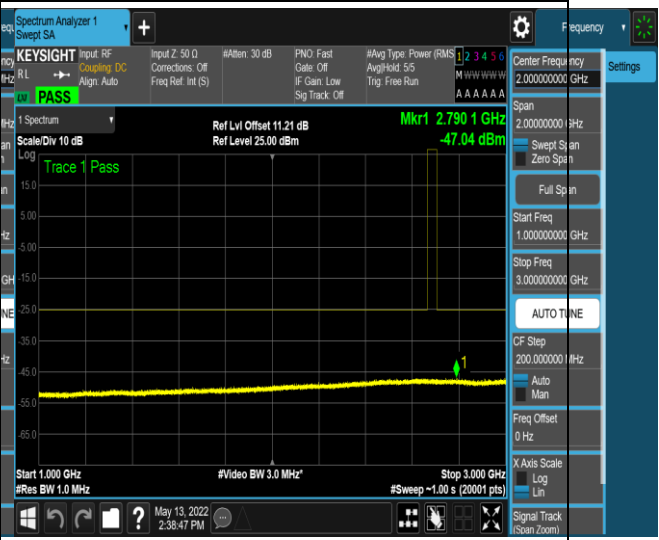 Spectrum Analyzer 1
Swept SA
+
Frequency
KEYSIGHT
RL
Input: RF
Coupling: DC
Align: Auto
Input Z: 50 Ω
Corrections: Off
Freq Ref: Int (S)
#Atten: 30 dB
PNO: Fast
Gate: Off
IF Gain: Low
Sig Track: Off
#Avg Type: Power (RMS
Avg|Hold: 5/5
Trig: Free Run
1 2 3 4 5 6
M W W W W W
A A A A A A
PASS
1 Spectrum
Scale/Div 10 dB
Ref Lvl Offset 11.21 dB
Ref Level 25.00 dBm
Mkr1 2.790 1 GHz
-47.04 dBm
Log
Trace 1 Pass
15.0
5.00
-5.00
-15.0
-25.0
-35.0
-45.0
-55.0
-65.0
1
Start 1.000 GHz
#Res BW 1.0 MHz
#Video BW 3.0 MHz*
Stop 3.000 GHz
#Sweep ~1.00 s (20001 pts)
May 13, 2022
2:38:47 PM
Center Frequency
2.000000000 GHz
Settings
Span
2.00000000 GHz
Swept Span
Zero Span
Full Span
Start Freq
1.000000000 GHz
Stop Freq
3.000000000 GHz
AUTO TUNE
CF Step
200.000000 MHz
Auto
Man
Freq Offset
0 Hz
X Axis Scale
Log
Lin
Signal Track
(Span Zoom)